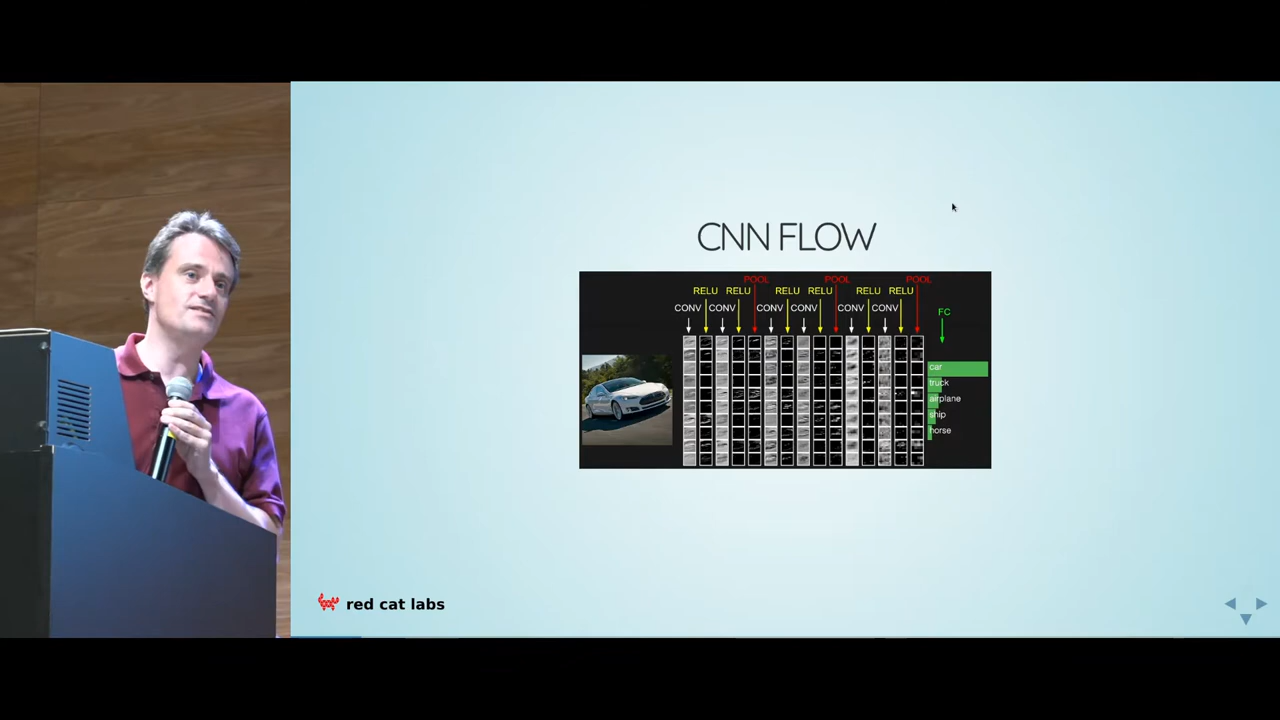 CNN FLOW
POOL POOL POOL
RELU RELU RELU RELU RELU RELU
CONV CONV CONV CONV CONV CONV
FC
car
truck
airplane
ship
horse
red cat labs